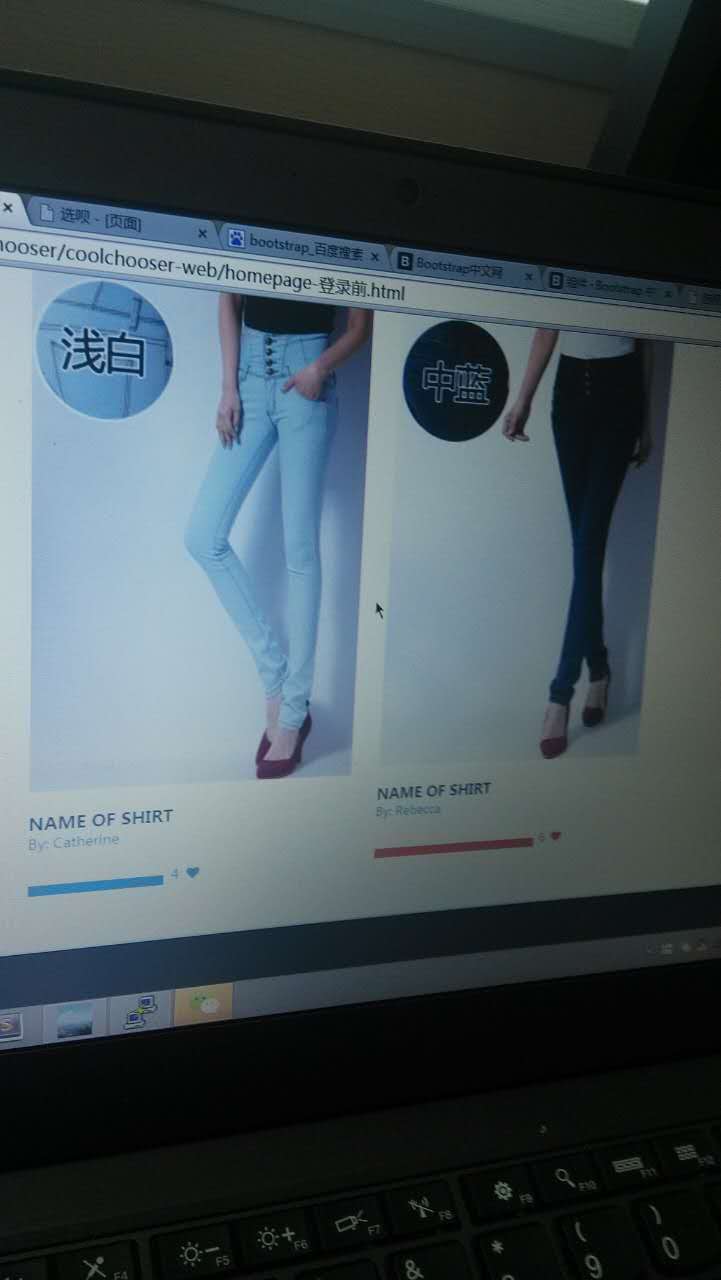 选呗 - [页面]
bootstrap_百度搜索
Bootstrap中文网
hooser/coolchooser-web/homepage-登录前.html
浅白
中蓝
NAME OF SHIRT
By: Catherine
4
NAME OF SHIRT
By: Rebecca
6
F4
F5
F6
F7
F8
F9
F10
F11
F12
&
*
(
9
)
0